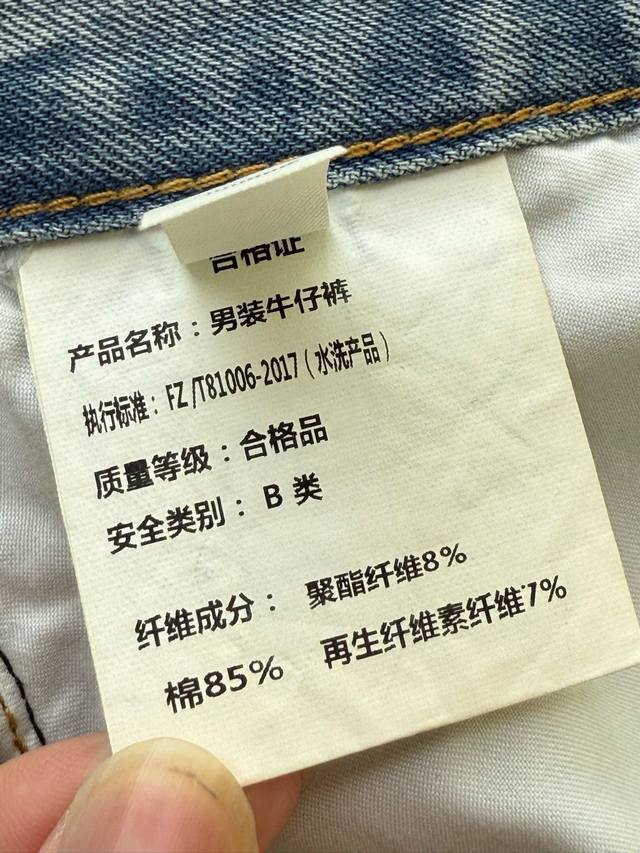 合格证
产品名称：男装牛仔裤
执行标准：FZ/T81006-2017（水洗产品）
质量等级：合格品
安全类别：B 类
纤维成分： 聚酯纤维8%
棉85% 再生纤维素纤维7%